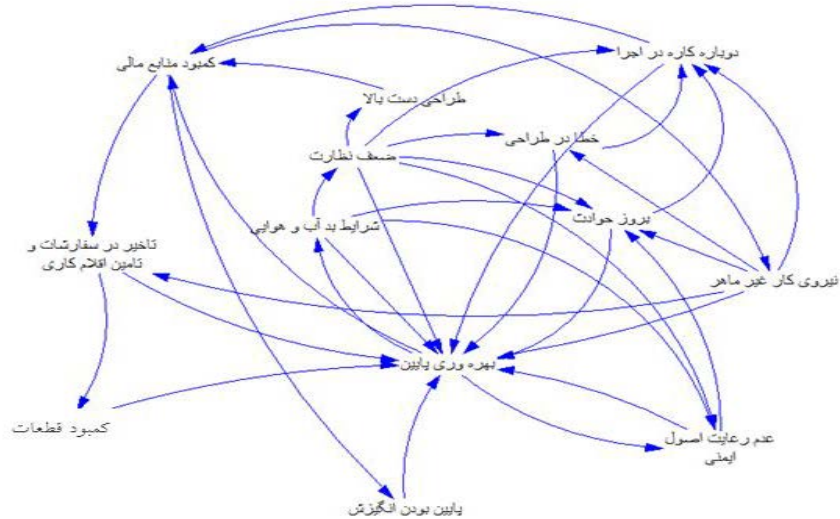 دوباره کاره در اجرا
کمبود منابع مالی
طراحی دست بالا
خطا در طراحی
ضعف نظارت
بروز حوادث
شرایط بد آب و هوایی
تاخیر در سفارشات و
تامین اقلام کاری
نیروی کار غیر ماهر
بهره وری پایین
کمبود قطعات
عدم رعایت اصول
ایمنی
پایین بودن انگیزش